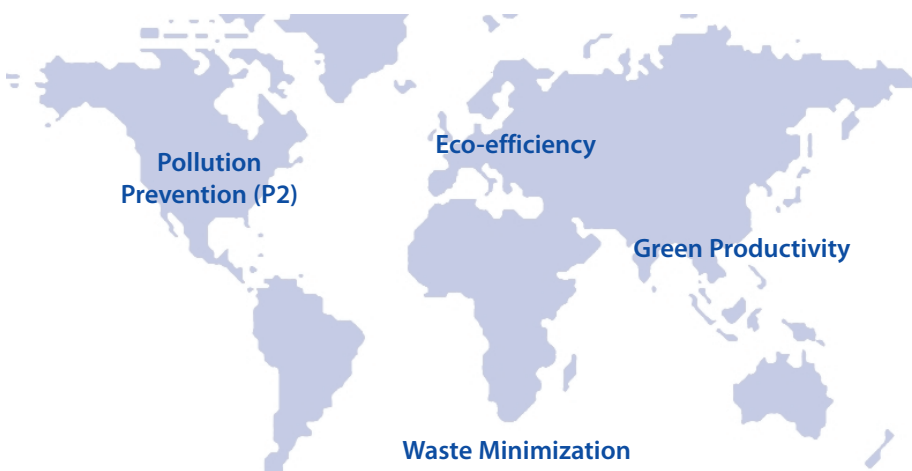 Eco-efficiency
Pollution
Prevention (P2)
Green Productivity
Waste Minimization